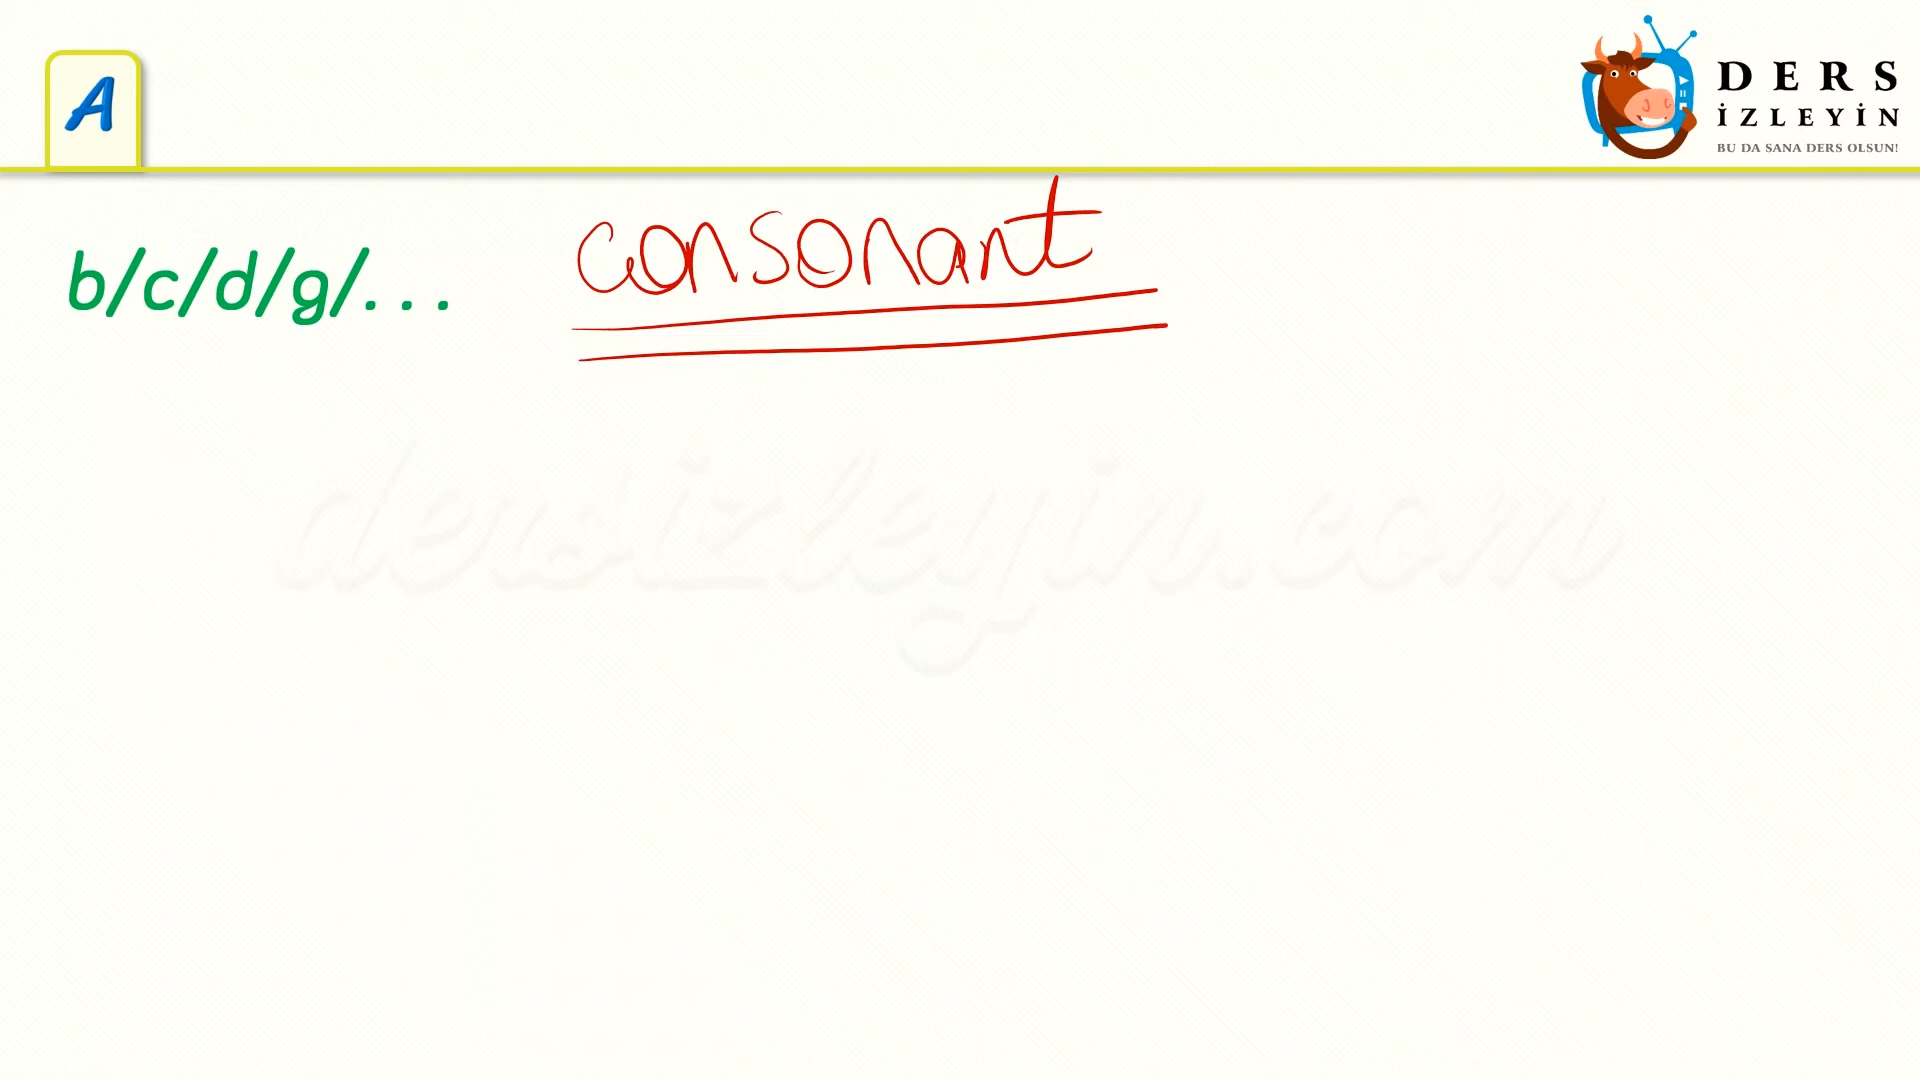 A
DERS
İZLEYİN
BU DA SANA DERS OLSUN!
consonant
b/c/d/g/...
dersizleyin.com